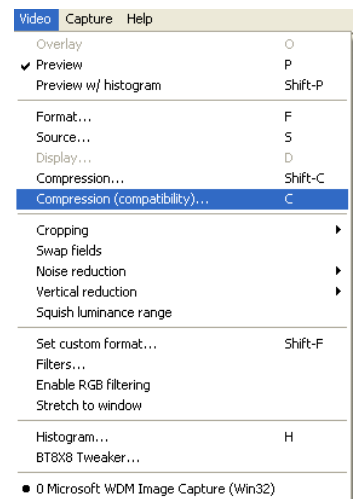 Video Capture Help
Overlay O
Preview P
Preview w/ histogram Shift-P
Format... F
Source... S
Display... D
Compression... Shift-C
Compression (compatibility)... C
Cropping
Swap fields
Noise reduction
Vertical reduction
Squish luminance range
Set custom format... Shift-F
Filters...
Enable RGB filtering
Stretch to window
Histogram... H
BT8X8 Tweaker...
0 Microsoft WDM Image Capture (Win32)